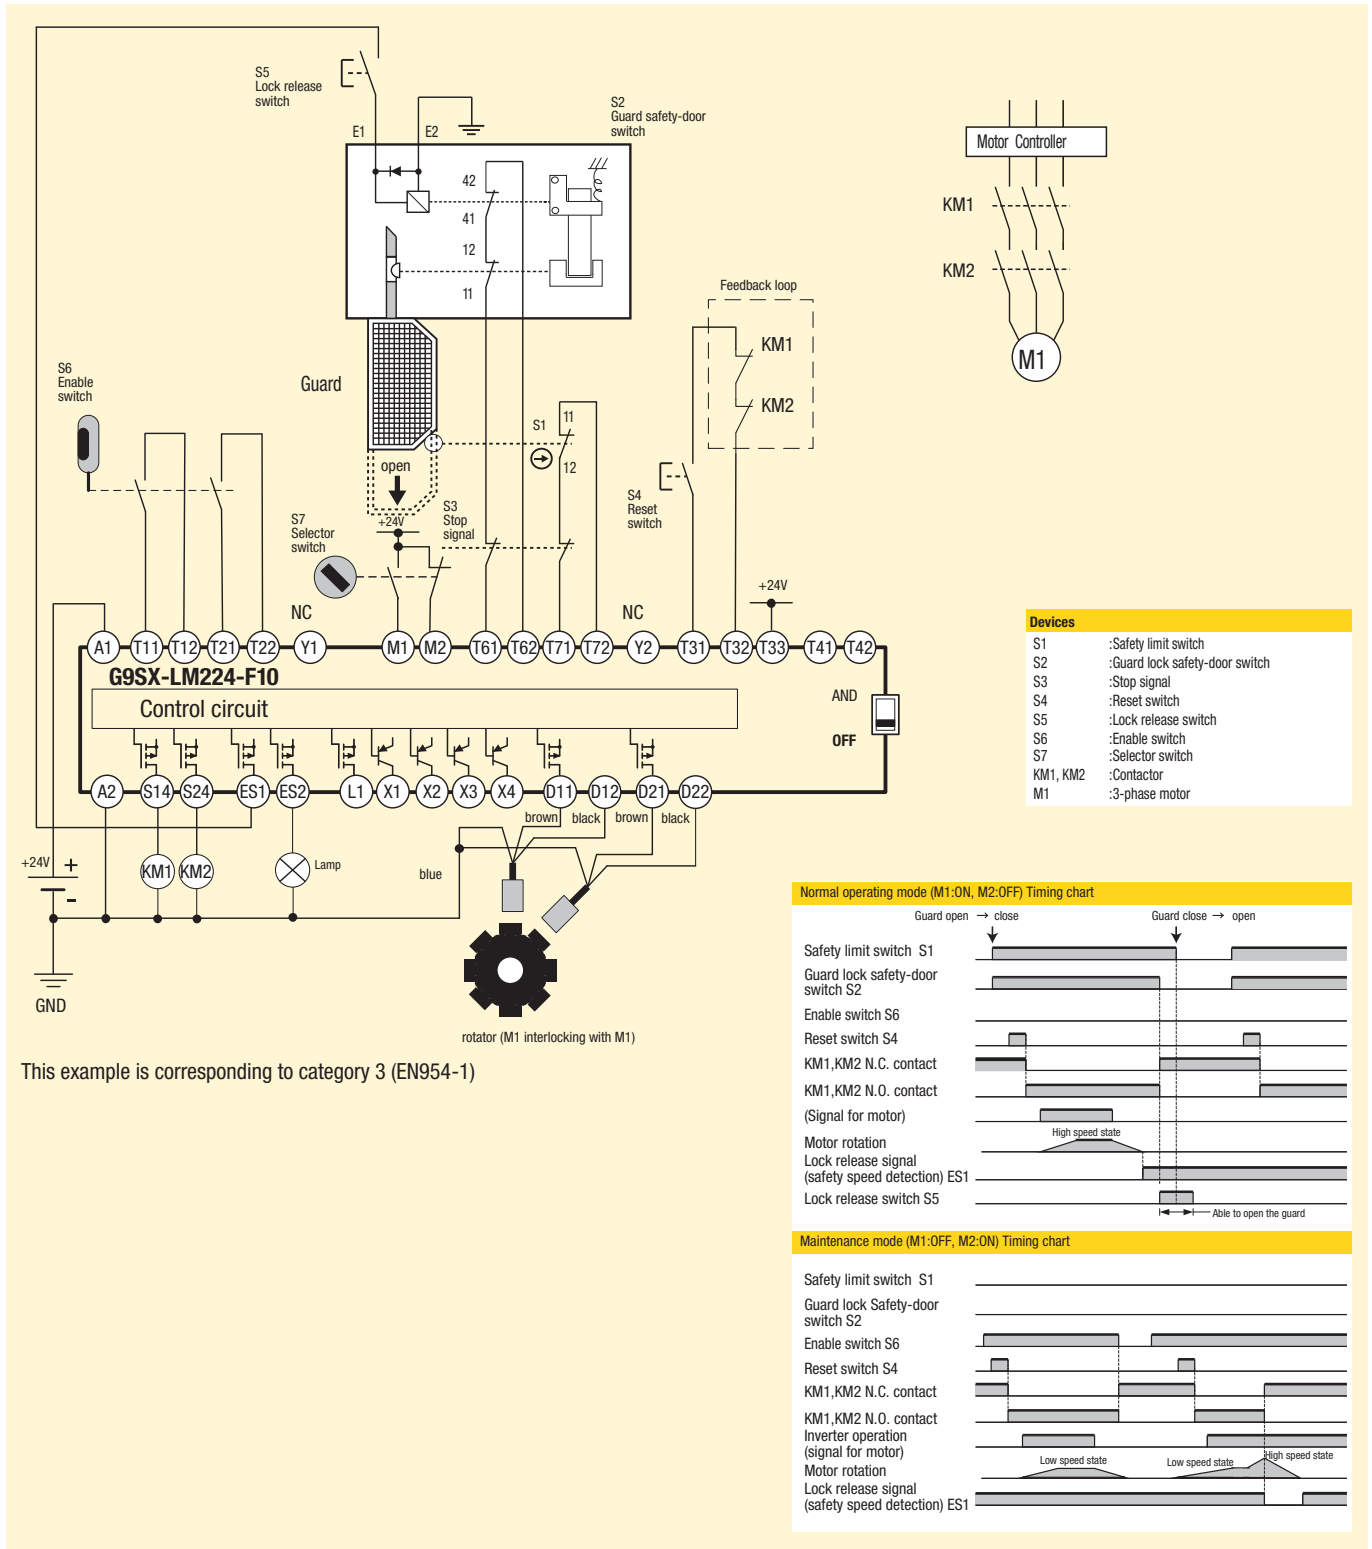 S5
Lock release
switch
S2
Guard safety-door
switch
E1
E2
42
41
12
11
Motor Controller
KM1
KM2
M1
Feedback loop
KM1
KM2
S6
Enable
switch
Guard
open
S1
11
12
S4
Reset
switch
S7
Selector
switch
+24V
S3
Stop
signal
+24V
NC
NC
A1
T11
T12
T21
T22
Y1
M1
M2
T61
T62
T71
T72
Y2
T31
T32
T33
T41
T42
G9SX-LM224-F10
Control circuit
AND
OFF
A2
S14
S24
ES1
ES2
L1
X1
X2
X3
X4
D11
D12
D21
D22
brown
black
brown
black
+24V
+
-
KM1
KM2
Lamp
blue
GND
rotator (M1 interlocking with M1)
This example is corresponding to category 3 (EN954-1)
Devices
S1 :Safety limit switch
S2 :Guard lock safety-door switch
S3 :Stop signal
S4 :Reset switch
S5 :Lock release switch
S6 :Enable switch
S7 :Selector switch
KM1, KM2 :Contactor
M1 :3-phase motor
Normal operating mode (M1:ON, M2:OFF) Timing chart
Guard open → close
Guard close → open
Safety limit switch S1
Guard lock safety-door
switch S2
Enable switch S6
Reset switch S4
KM1,KM2 N.C. contact
KM1,KM2 N.O. contact
(Signal for motor)
High speed state
Motor rotation
Lock release signal
(safety speed detection) ES1
Lock release switch S5
Able to open the guard
Maintenance mode (M1:OFF, M2:ON) Timing chart
Safety limit switch S1
Guard lock Safety-door
switch S2
Enable switch S6
Reset switch S4
KM1,KM2 N.C. contact
KM1,KM2 N.O. contact
Inverter operation
(signal for motor)
Low speed state
Low speed state
High speed state
Motor rotation
Lock release signal
(safety speed detection) ES1